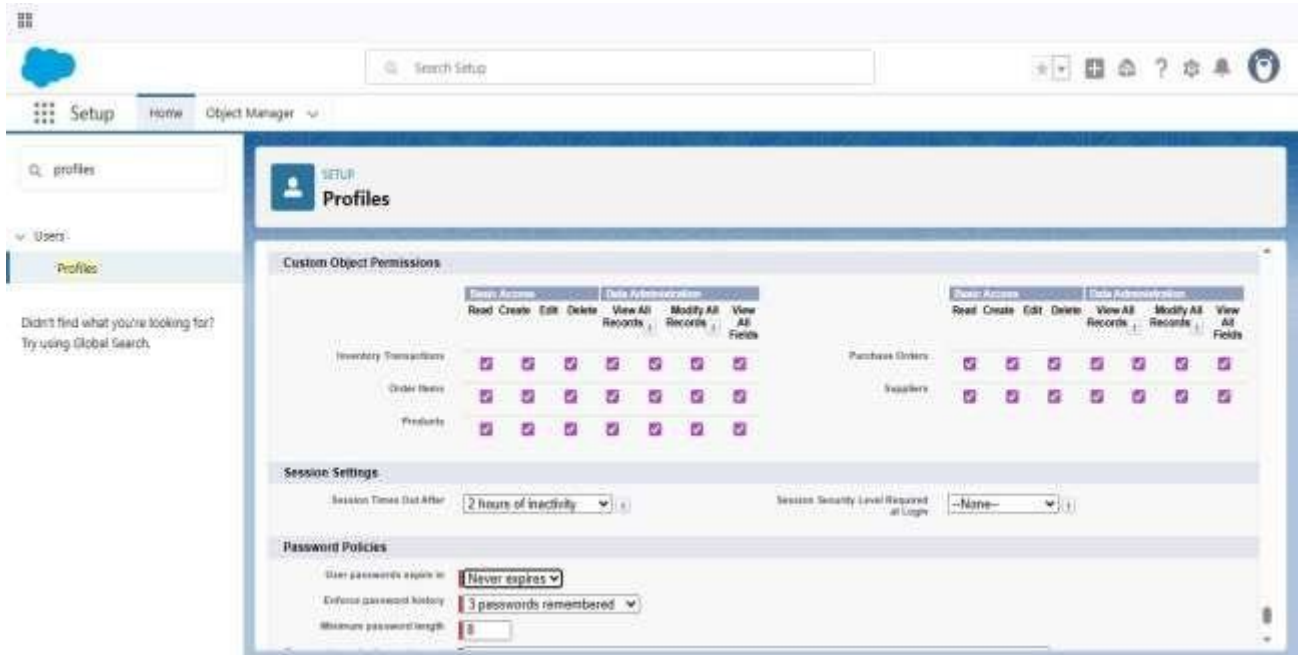 Search Setup
Setup Home Object Manager
profiles
SETUP
Profiles
Users
Profiles
Didn't find what you're looking for?
Try using Global Search.
Custom Object Permissions
Basic Access Data Administration Basic Access Data Administration
Read Create Edit Delete View All Records Modify All Records View All Fields Read Create Edit Delete View All Records Modify All Records View All Fields
Inventory Transactions Purchase Orders
Order Items Suppliers
Products
Session Settings
Session Times Out After 2 hours of inactivity Session Security Level Required at Login --None--
Password Policies
User passwords expire in Never expires
Enforce password history 3 passwords remembered
Minimum password length 8